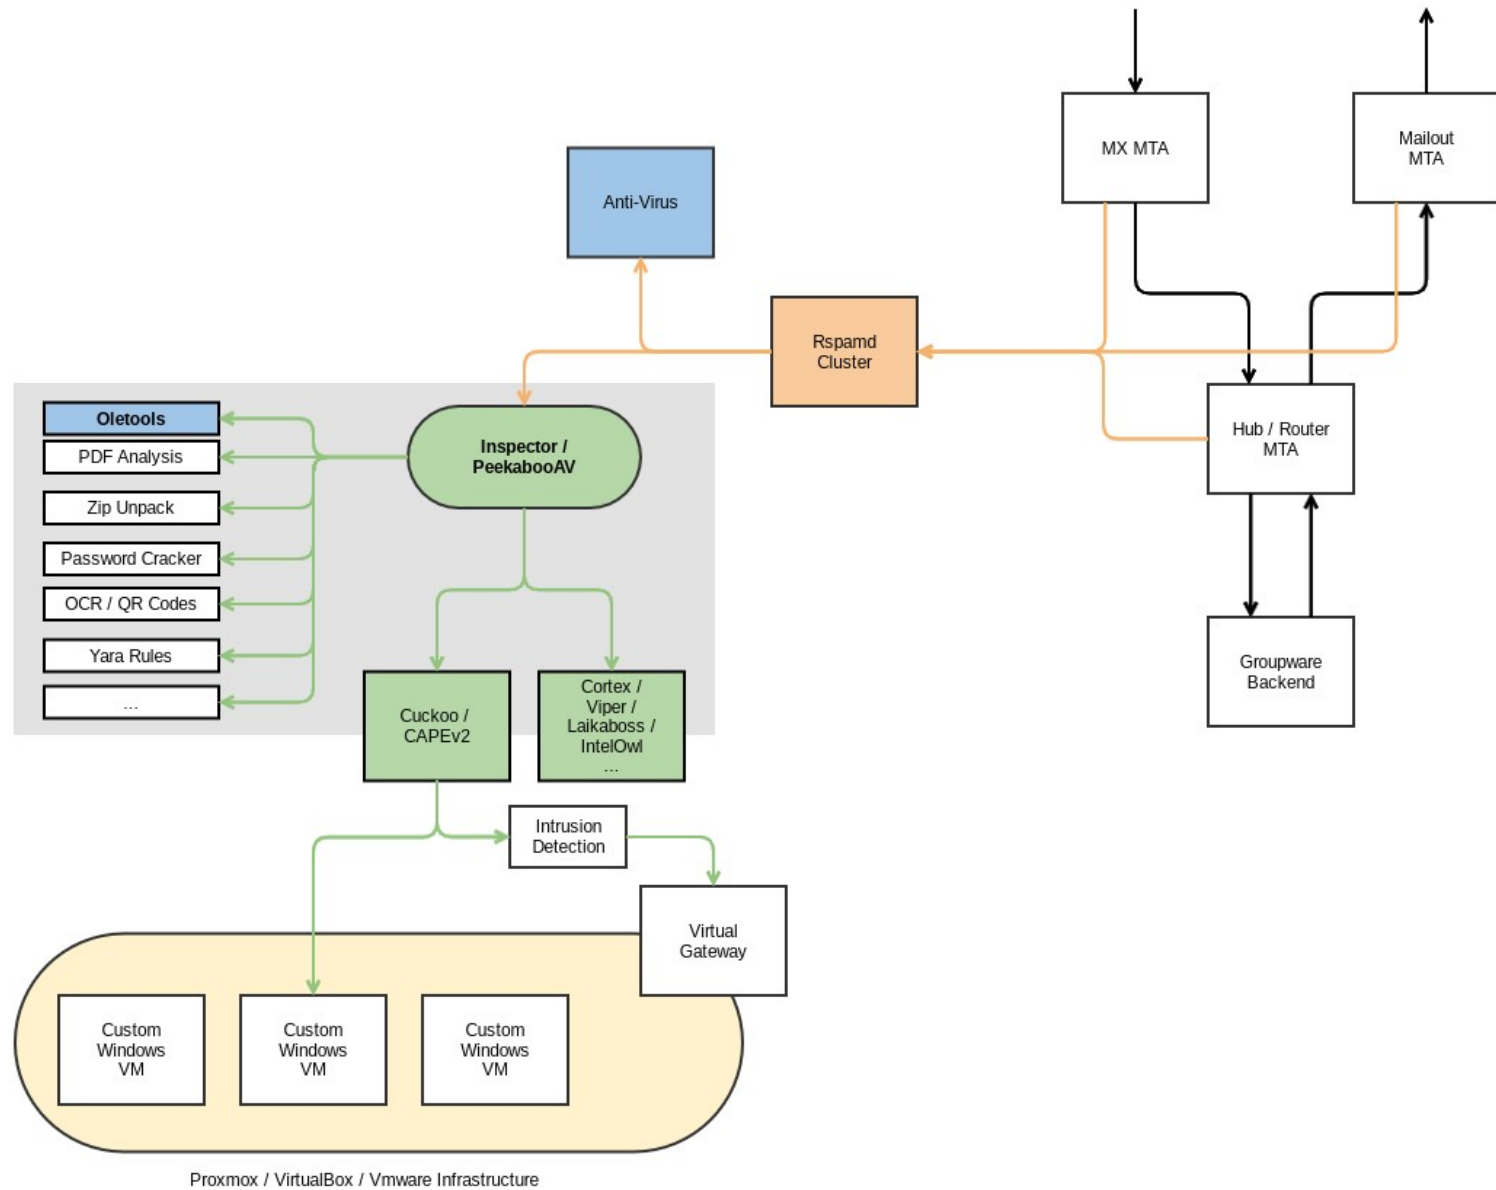 MX MTA
Mailout
MTA
Anti-Virus
Rspamd
Cluster
Hub / Router
MTA
Groupware
Backend
Inspector /
PeekabooAV
Oletools
PDF Analysis
Zip Unpack
Password Cracker
OCR / QR Codes
Yara Rules
...
Cuckoo /
CAPEv2
Cortex /
Viper /
Laikaboss /
IntelOwl
...
Intrusion
Detection
Virtual
Gateway
Custom
Windows
VM
Custom
Windows
VM
Custom
Windows
VM
Proxmox / VirtualBox / Vmware Infrastructure